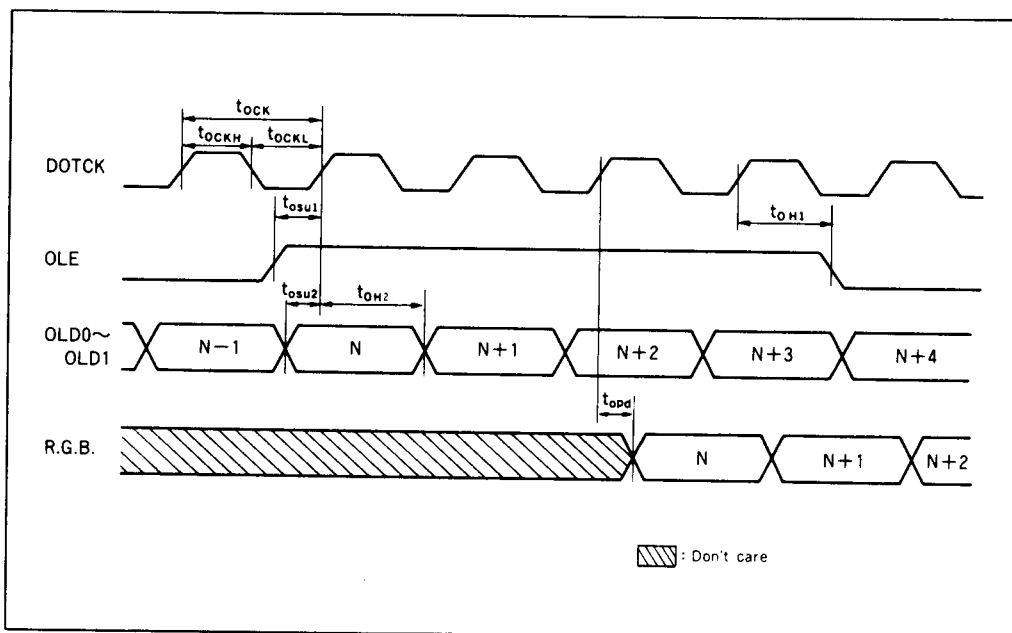 tOCK
tOCKH tOCKL
DOTCK
tosu1
tOH1
OLE
tosu2 tOH2
OLD0~
OLD1
N-1 N N+1 N+2 N+3 N+4
topd
R.G.B.
N N+1 N+2
: Don't care